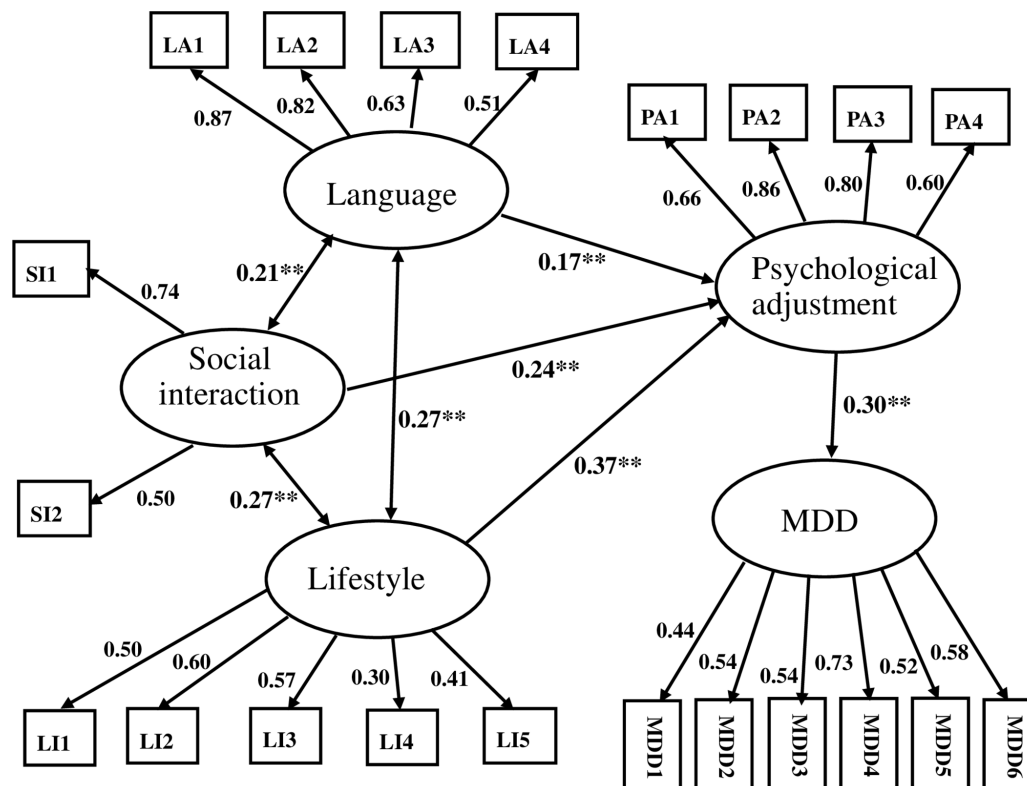 LA1
LA2
LA3
LA4
0.87
0.82
0.63
0.51
PA1
PA2
PA3
PA4
0.66
0.86
0.80
0.60
Language
Psychological
adjustment
SI1
0.74
0.21**
0.17**
Social
interaction
0.24**
0.27**
0.30**
SI2
0.50
0.27**
0.37**
Lifestyle
MDD
0.50
0.60
0.57
0.30
0.41
0.44
0.54
0.54
0.73
0.52
0.58
LI1
LI2
LI3
LI4
LI5
MDD1
MDD2
MDD3
MDD4
MDD5
MDD6